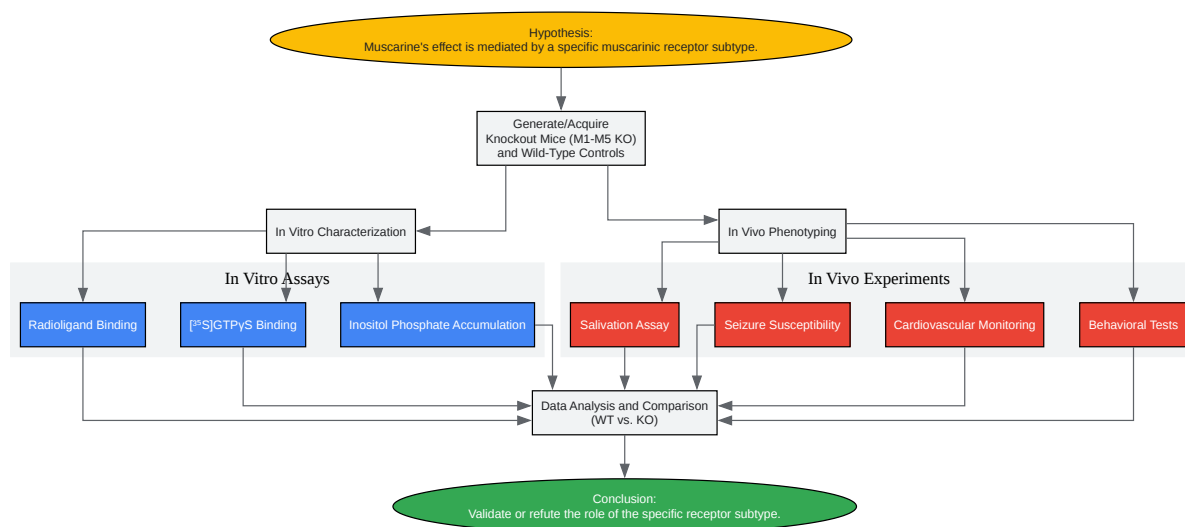 Hypothesis:
Muscarine's effect is mediated by a specific muscarinic receptor subtype.
Generate/Acquire
Knockout Mice (M1-M5 KO)
and Wild-Type Controls
In Vitro Characterization
In Vivo Phenotyping
In Vitro Assays
In Vivo Experiments
Radioligand Binding
[³⁵S]GTPγS Binding
Inositol Phosphate Accumulation
Salivation Assay
Seizure Susceptibility
Cardiovascular Monitoring
Behavioral Tests
Data Analysis and Comparison
(WT vs. KO)
Conclusion:
Validate or refute the role of the specific receptor subtype.